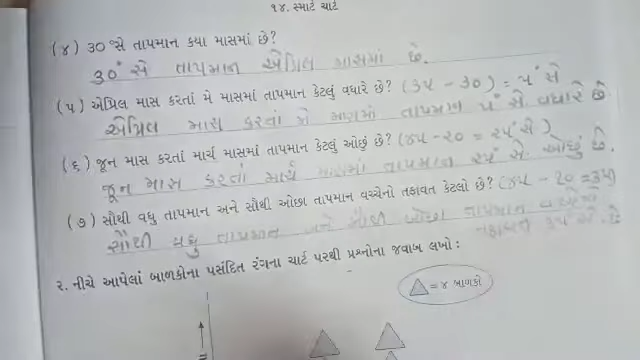 ૧૪. સ્માર્ટ ચાર્ટ
(૪) ૩૦° સે તાપમાન કયા માસમાં છે?
૩૦° સે તાપમાન એપ્રિલ માસમાં છે.
(૫) એપ્રિલ માસ કરતાં મે માસમાં તાપમાન કેટલું વધારે છે? (૩૫ - ૩૦) = ૫° સે
એપ્રિલ માસ કરતાં મે માસમાં તાપમાન ૫° સે વધારે છે
(૬) જૂન માસ કરતાં માર્ચ માસમાં તાપમાન કેટલું ઓછું છે? (૪૫ - ૨૦ = ૨૫° સે)
જૂન માસ કરતાં માર્ચ માસમાં તાપમાન ૨૫° સે. ઓછું છે.
(૭) સૌથી વધુ તાપમાન અને સૌથી ઓછા તાપમાન વચ્ચેનો તફાવત કેટલો છે? (૪૫ - ૧૦ = ૩૫)
સૌથી વધુ તાપમાન અને સૌથી ઓછા તાપમાન વચ્ચેનો
તફાવત ૩૫ સે. છે
૨. નીચે આપેલાં બાળકોના પસંદિત રંગના ચાર્ટ પરથી પ્રશ્નોના જવાબ લખો :
= ૪ બાળકો